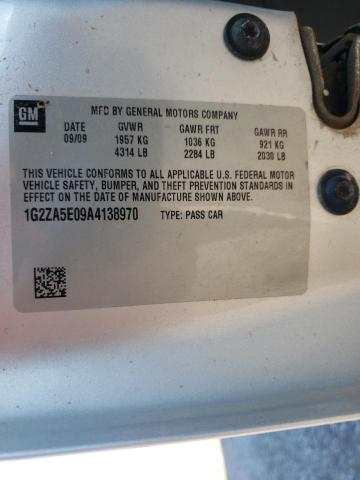 GM
MFD BY GENERAL MOTORS COMPANY
DATE GVWR GAWR FRT GAWR RR
09/09 1957 KG 1036 KG 921 KG
4314 LB 2284 LB 2030 LB
THIS VEHICLE CONFORMS TO ALL APPLICABLE U.S. FEDERAL MOTOR
VEHICLE SAFETY, BUMPER, AND THEFT PREVENTION STANDARDS IN
EFFECT ON THE DATE OF MANUFACTURE SHOWN ABOVE.
1G2ZA5E09A4138970 TYPE: PASS CAR